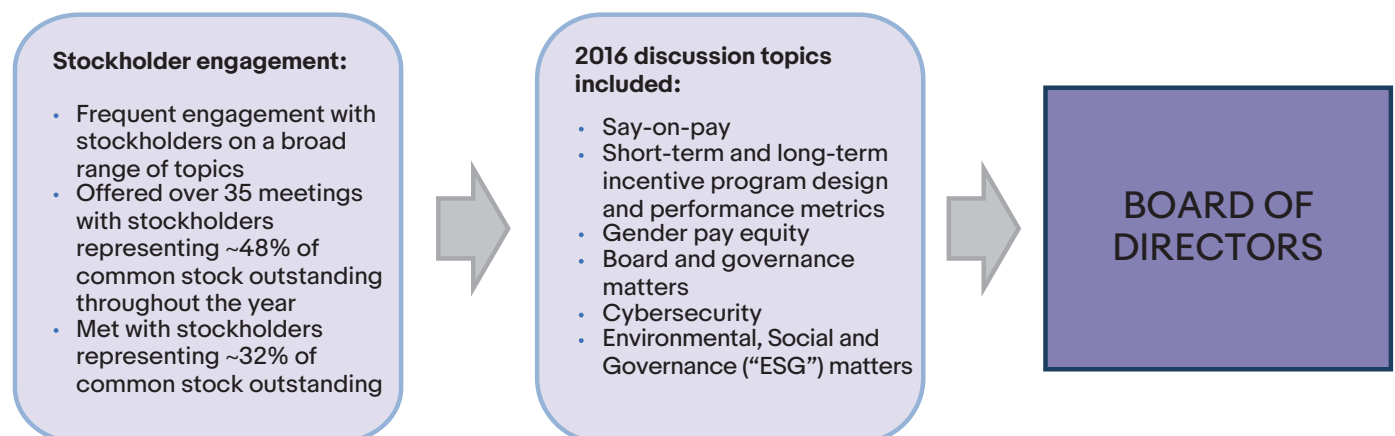 Stockholder engagement:
• Frequent engagement with
stockholders on a broad
range of topics
• Offered over 35 meetings
with stockholders
representing ~48% of
common stock outstanding
throughout the year
• Met with stockholders
representing ~32% of
common stock outstanding
2016 discussion topics
included:
• Say-on-pay
• Short-term and long-term
incentive program design
and performance metrics
• Gender pay equity
• Board and governance
matters
• Cybersecurity
• Environmental, Social and
Governance (“ESG”) matters
BOARD OF
DIRECTORS